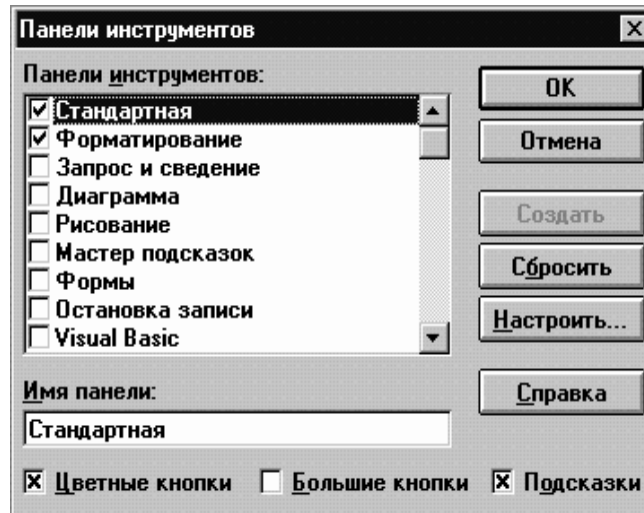 Панели инструментов
Панели инструментов:
Стандартная
Форматирование
Запрос и сведение
Диаграмма
Рисование
Мастер подсказок
Формы
Остановка записи
Visual Basic
OK
Отмена
Создать
Сбросить
Настроить...
Справка
Имя панели:
Стандартная
Цветные кнопки Большие кнопки Подсказки